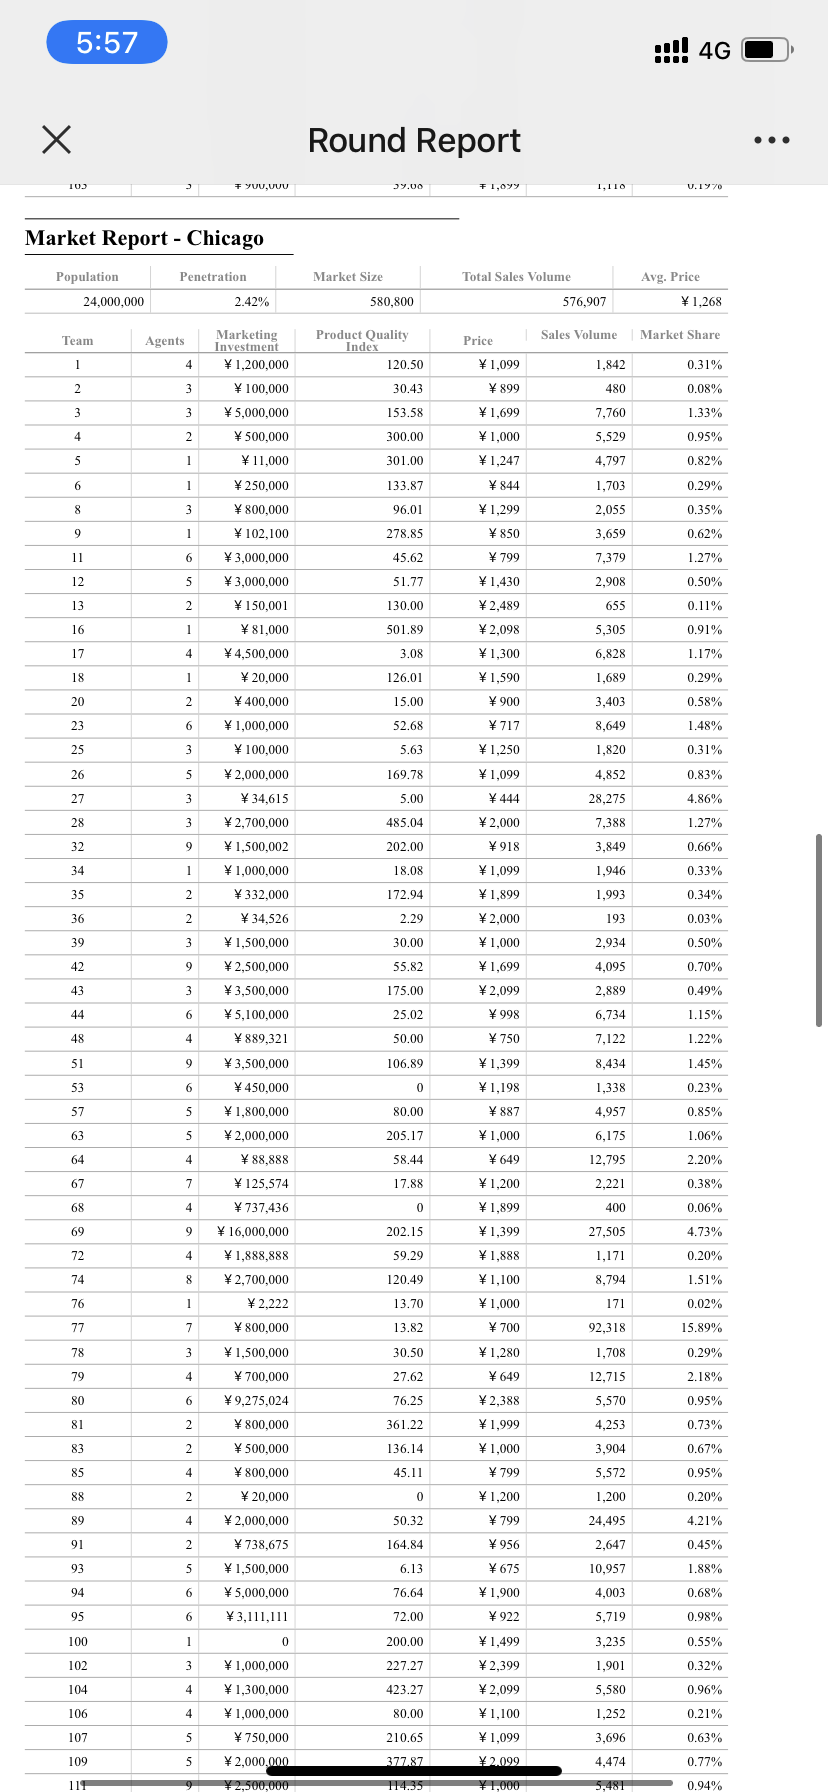 5:57
4G
Round Report
163 3 ¥ 900,000 39.68 ¥ 1,899 1,118 0.19%
Market Report - Chicago
Population Penetration Market Size Total Sales Volume Avg. Price
24,000,000 2.42% 580,800 576,907 ¥ 1,268
Team Agents Marketing Investment Product Quality Index Price Sales Volume Market Share
1 4 ¥ 1,200,000 120.50 ¥ 1,099 1,842 0.31%
2 3 ¥ 100,000 30.43 ¥ 899 480 0.08%
3 3 ¥ 5,000,000 153.58 ¥ 1,699 7,760 1.33%
4 2 ¥ 500,000 300.00 ¥ 1,000 5,529 0.95%
5 1 ¥ 11,000 301.00 ¥ 1,247 4,797 0.82%
6 1 ¥ 250,000 133.87 ¥ 844 1,703 0.29%
8 3 ¥ 800,000 96.01 ¥ 1,299 2,055 0.35%
9 1 ¥ 102,100 278.85 ¥ 850 3,659 0.62%
11 6 ¥ 3,000,000 45.62 ¥ 799 7,379 1.27%
12 5 ¥ 3,000,000 51.77 ¥ 1,430 2,908 0.50%
13 2 ¥ 150,001 130.00 ¥ 2,489 655 0.11%
16 1 ¥ 81,000 501.89 ¥ 2,098 5,305 0.91%
17 4 ¥ 4,500,000 3.08 ¥ 1,300 6,828 1.17%
18 1 ¥ 20,000 126.01 ¥ 1,590 1,689 0.29%
20 2 ¥ 400,000 15.00 ¥ 900 3,403 0.58%
23 6 ¥ 1,000,000 52.68 ¥ 717 8,649 1.48%
25 3 ¥ 100,000 5.63 ¥ 1,250 1,820 0.31%
26 5 ¥ 2,000,000 169.78 ¥ 1,099 4,852 0.83%
27 3 ¥ 34,615 5.00 ¥ 444 28,275 4.86%
28 3 ¥ 2,700,000 485.04 ¥ 2,000 7,388 1.27%
32 9 ¥ 1,500,002 202.00 ¥ 918 3,849 0.66%
34 1 ¥ 1,000,000 18.08 ¥ 1,099 1,946 0.33%
35 2 ¥ 332,000 172.94 ¥ 1,899 1,993 0.34%
36 2 ¥ 34,526 2.29 ¥ 2,000 193 0.03%
39 3 ¥ 1,500,000 30.00 ¥ 1,000 2,934 0.50%
42 9 ¥ 2,500,000 55.82 ¥ 1,699 4,095 0.70%
43 3 ¥ 3,500,000 175.00 ¥ 2,099 2,889 0.49%
44 6 ¥ 5,100,000 25.02 ¥ 998 6,734 1.15%
48 4 ¥ 889,321 50.00 ¥ 750 7,122 1.22%
51 9 ¥ 3,500,000 106.89 ¥ 1,399 8,434 1.45%
53 6 ¥ 450,000 0 ¥ 1,198 1,338 0.23%
57 5 ¥ 1,800,000 80.00 ¥ 887 4,957 0.85%
63 5 ¥ 2,000,000 205.17 ¥ 1,000 6,175 1.06%
64 4 ¥ 88,888 58.44 ¥ 649 12,795 2.20%
67 7 ¥ 125,574 17.88 ¥ 1,200 2,221 0.38%
68 4 ¥ 737,436 0 ¥ 1,899 400 0.06%
69 9 ¥ 16,000,000 202.15 ¥ 1,399 27,505 4.73%
72 4 ¥ 1,888,888 59.29 ¥ 1,888 1,171 0.20%
74 8 ¥ 2,700,000 120.49 ¥ 1,100 8,794 1.51%
76 1 ¥ 2,222 13.70 ¥ 1,000 171 0.02%
77 7 ¥ 800,000 13.82 ¥ 700 92,318 15.89%
78 3 ¥ 1,500,000 30.50 ¥ 1,280 1,708 0.29%
79 4 ¥ 700,000 27.62 ¥ 649 12,715 2.18%
80 6 ¥ 9,275,024 76.25 ¥ 2,388 5,570 0.95%
81 2 ¥ 800,000 361.22 ¥ 1,999 4,253 0.73%
83 2 ¥ 500,000 136.14 ¥ 1,000 3,904 0.67%
85 4 ¥ 800,000 45.11 ¥ 799 5,572 0.95%
88 2 ¥ 20,000 0 ¥ 1,200 1,200 0.20%
89 4 ¥ 2,000,000 50.32 ¥ 799 24,495 4.21%
91 2 ¥ 738,675 164.84 ¥ 956 2,647 0.45%
93 5 ¥ 1,500,000 6.13 ¥ 675 10,957 1.88%
94 6 ¥ 5,000,000 76.64 ¥ 1,900 4,003 0.68%
95 6 ¥ 3,111,111 72.00 ¥ 922 5,719 0.98%
100 1 0 200.00 ¥ 1,499 3,235 0.55%
102 3 ¥ 1,000,000 227.27 ¥ 2,399 1,901 0.32%
104 4 ¥ 1,300,000 423.27 ¥ 2,099 5,580 0.96%
106 4 ¥ 1,000,000 80.00 ¥ 1,100 1,252 0.21%
107 5 ¥ 750,000 210.65 ¥ 1,099 3,696 0.63%
109 5 ¥ 2,000,000 377.87 ¥ 2,099 4,474 0.77%
111 9 ¥ 2,500,000 114.35 ¥ 1,000 5,481 0.94%